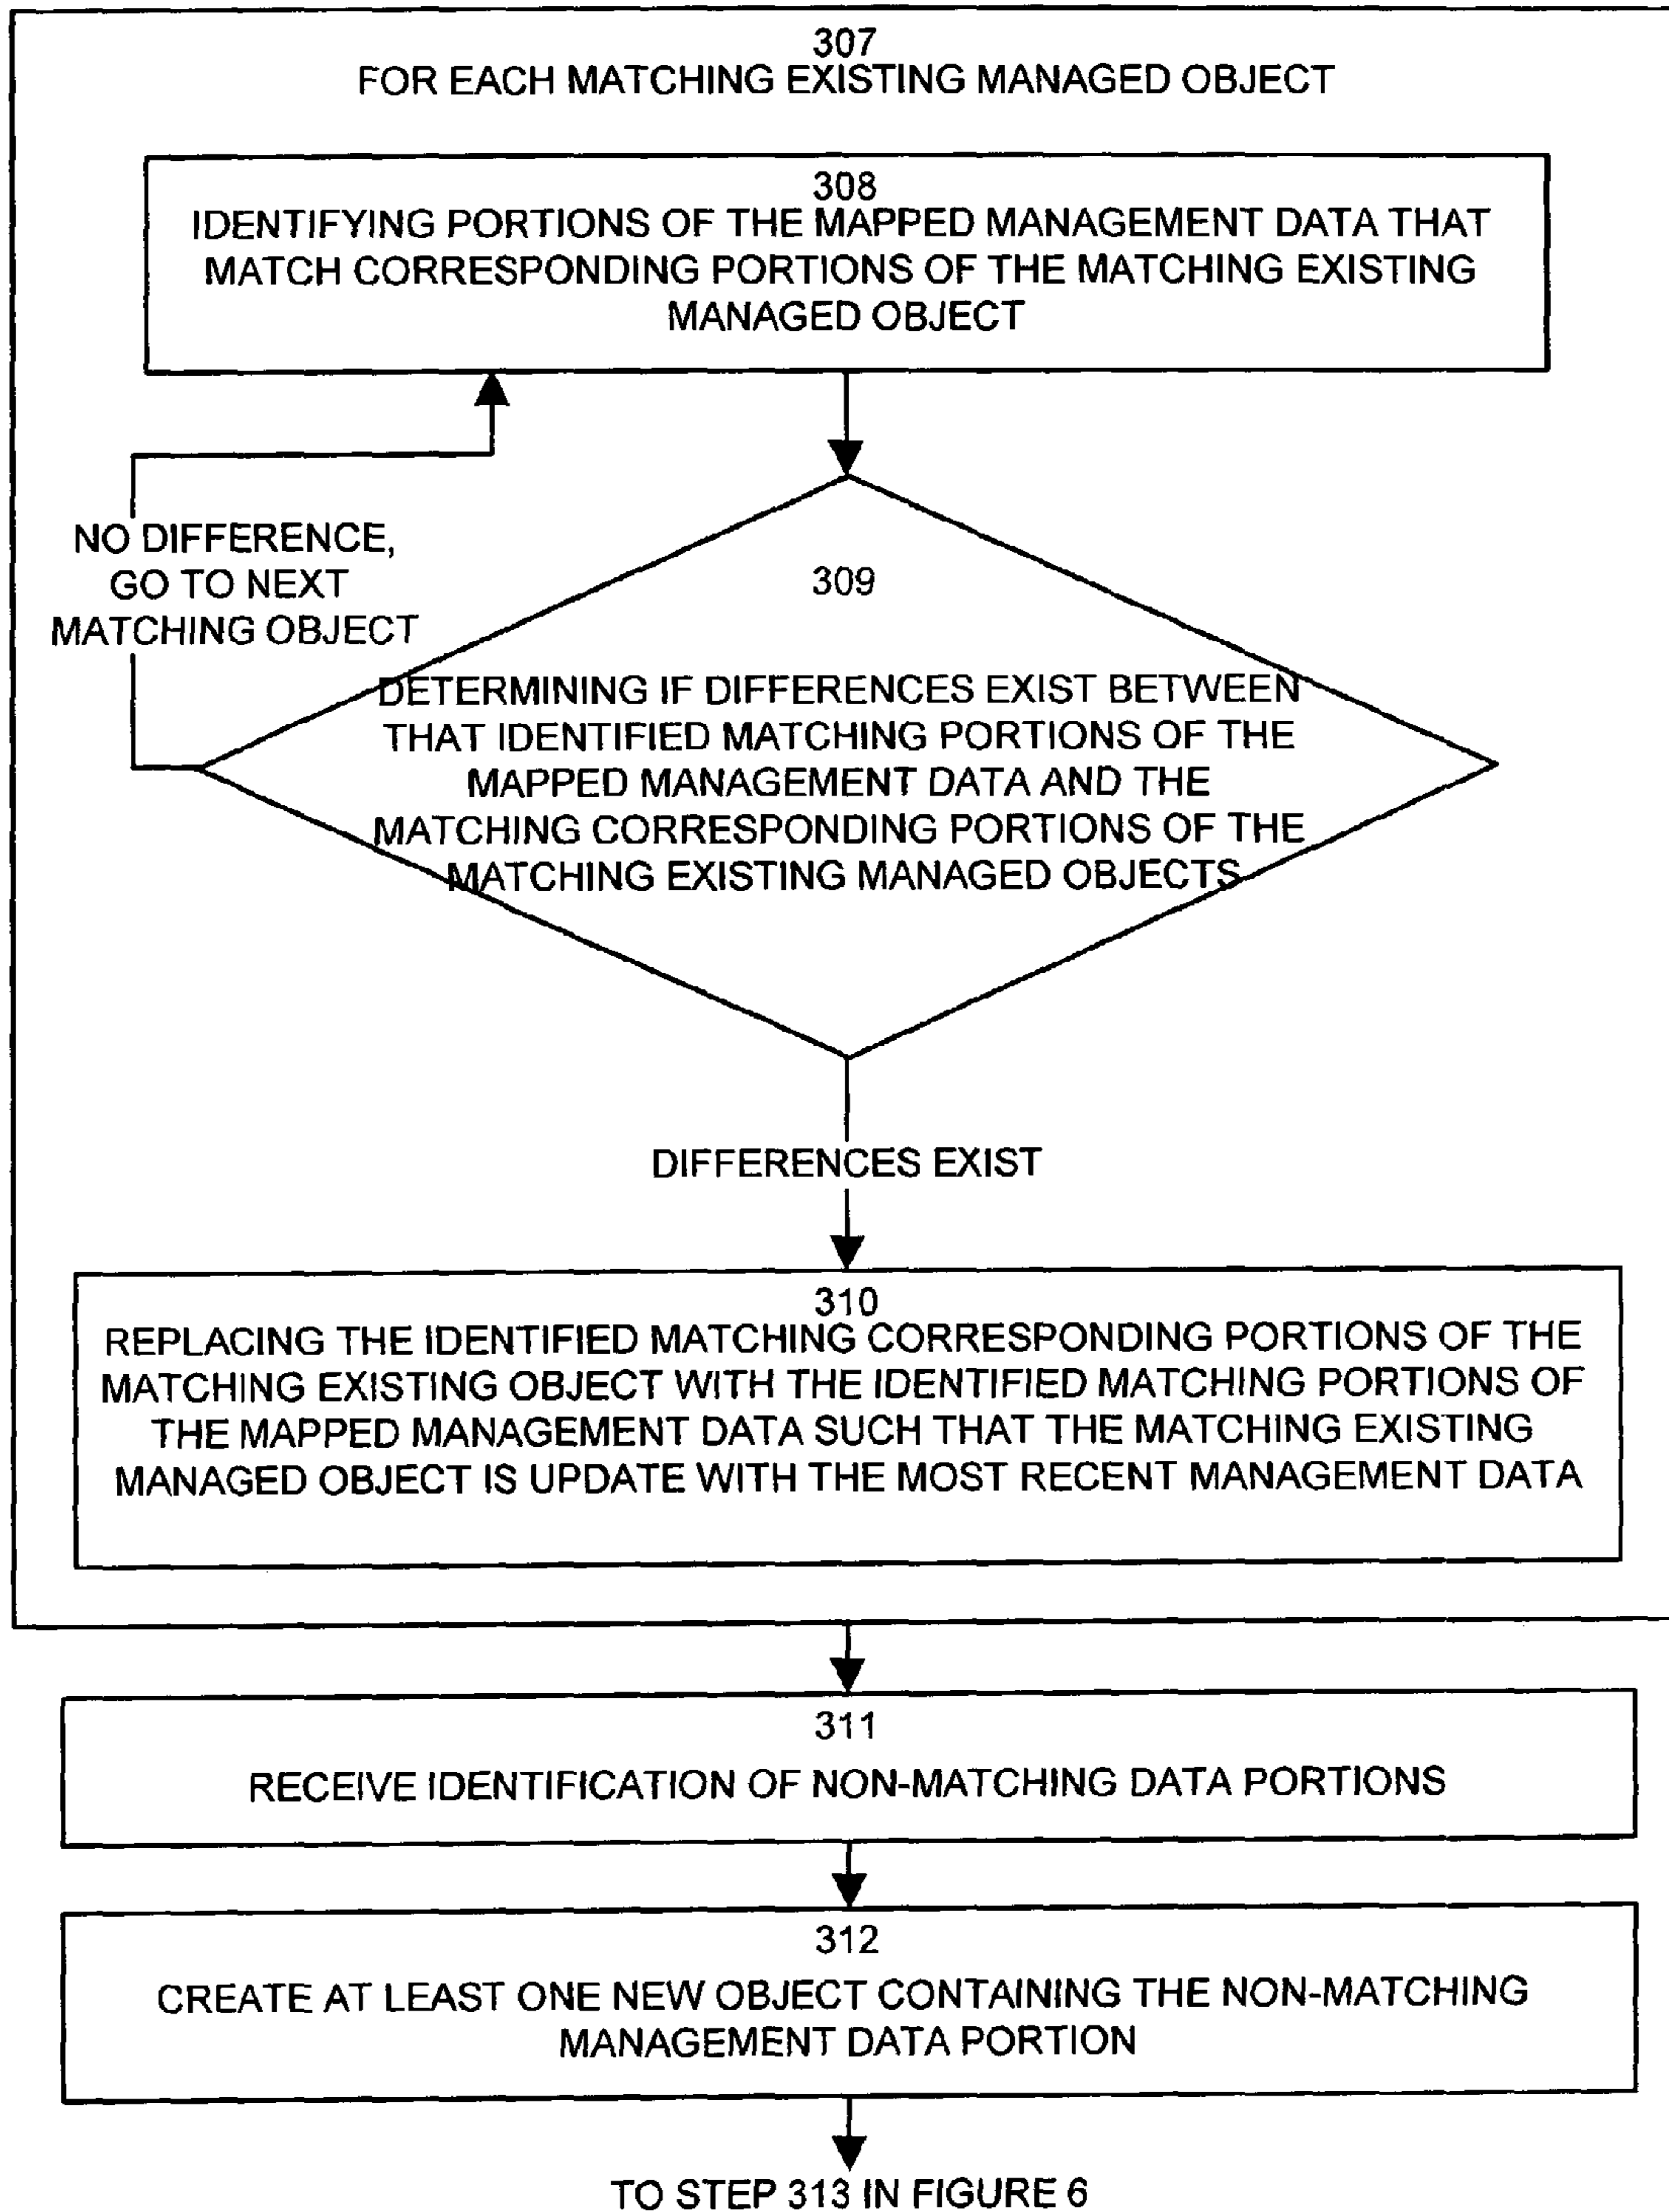 307
FOR EACH MATCHING EXISTING MANAGED OBJECT
308
IDENTIFYING PORTIONS OF THE MAPPED MANAGEMENT DATA THAT
MATCH CORRESPONDING PORTIONS OF THE MATCHING EXISTING
MANAGED OBJECT
NO DIFFERENCE,
GO TO NEXT
MATCHING OBJECT
309
DETERMINING IF DIFFERENCES EXIST BETWEEN
THAT IDENTIFIED MATCHING PORTIONS OF THE
MAPPED MANAGEMENT DATA AND THE
MATCHING CORRESPONDING PORTIONS OF THE
MATCHING EXISTING MANAGED OBJECTS
DIFFERENCES EXIST
310
REPLACING THE IDENTIFIED MATCHING CORRESPONDING PORTIONS OF THE
MATCHING EXISTING OBJECT WITH THE IDENTIFIED MATCHING PORTIONS OF
THE MAPPED MANAGEMENT DATA SUCH THAT THE MATCHING EXISTING
MANAGED OBJECT IS UPDATE WITH THE MOST RECENT MANAGEMENT DATA
311
RECEIVE IDENTIFICATION OF NON-MATCHING DATA PORTIONS
312
CREATE AT LEAST ONE NEW OBJECT CONTAINING THE NON-MATCHING
MANAGEMENT DATA PORTION
TO STEP 313 IN FIGURE 6